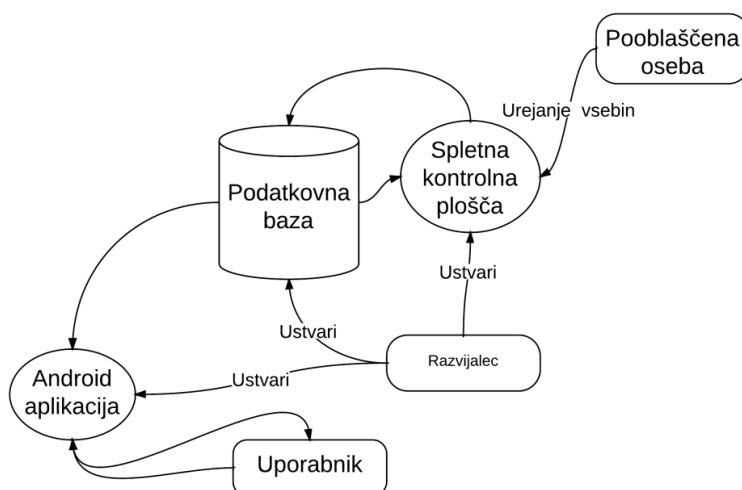 Pooblaščena
oseba
Urejanje vsebin
Spletna
kontrolna
plošča
Podatkovna
baza
Ustvari
Ustvari
Razvijalec
Ustvari
Android
aplikacija
Uporabnik